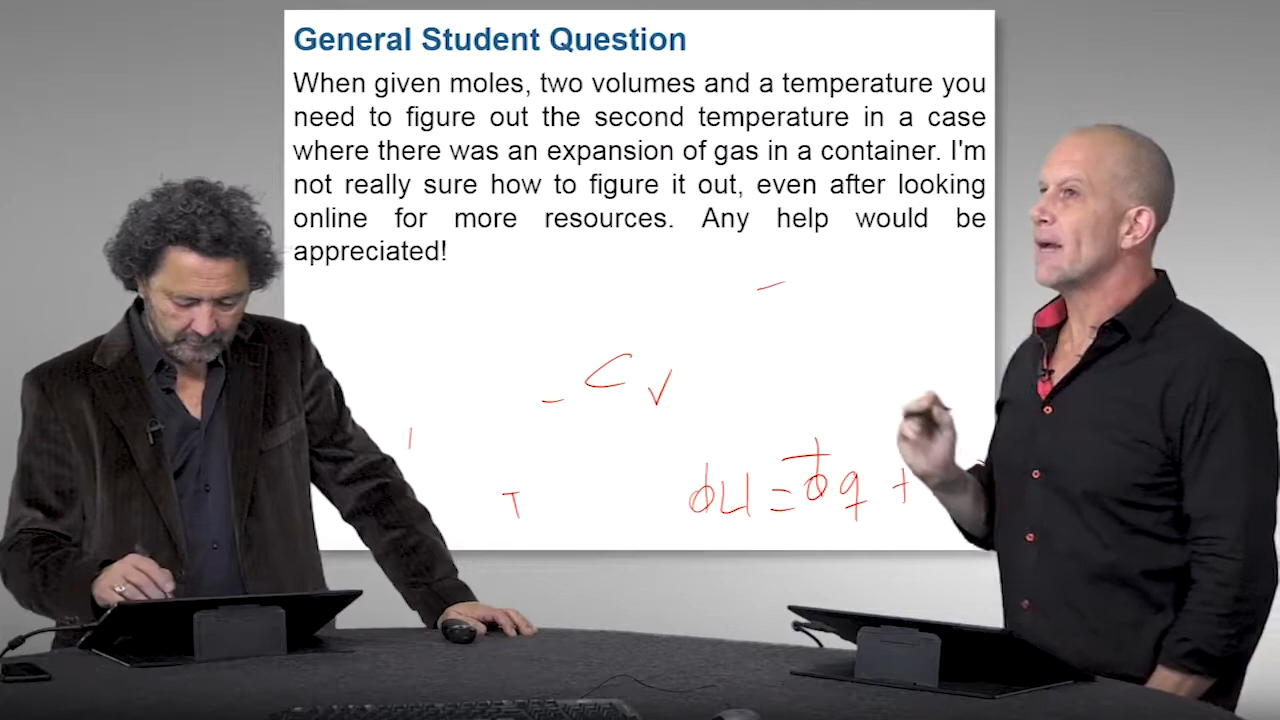 General Student Question
When given moles, two volumes and a temperature you
need to figure out the second temperature in a case
where there was an expansion of gas in a container. I'm
not really sure how to figure it out, even after looking
online for more resources. Any help would be
appreciated!
- C v
T
dU = đq +